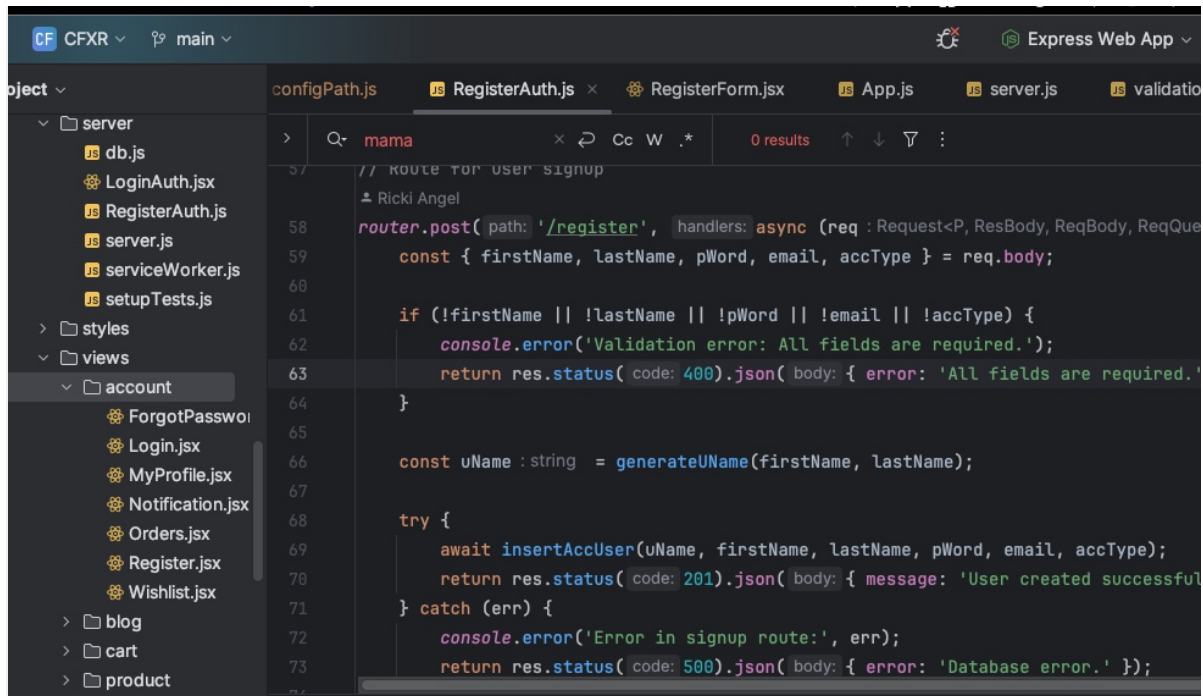 CF CFXR main Express Web App
oject
configPath.js RegisterAuth.js RegisterForm.jsx App.js server.js validatio
server
db.js
LoginAuth.jsx
RegisterAuth.js
server.js
serviceWorker.js
setupTests.js
styles
views
account
ForgotPasswo
Login.jsx
MyProfile.jsx
Notification.jsx
Orders.jsx
Register.jsx
Wishlist.jsx
blog
cart
product
mama Cc W .* 0 results
57 // Route for user signup
Ricki Angel
58 router.post( path: '/register', handlers: async (req : Request<P, ResBody, ReqBody, ReqQue
59 const { firstName, lastName, pWord, email, accType } = req.body;
60
61 if (!firstName || !lastName || !pWord || !email || !accType) {
62 console.error('Validation error: All fields are required.');
63 return res.status( code: 400).json( body: { error: 'All fields are required.'
64 }
65
66 const uName : string = generateUName(firstName, lastName);
67
68 try {
69 await insertAccUser(uName, firstName, lastName, pWord, email, accType);
70 return res.status( code: 201).json( body: { message: 'User created successful
71 } catch (err) {
72 console.error('Error in signup route:', err);
73 return res.status( code: 500).json( body: { error: 'Database error.' });